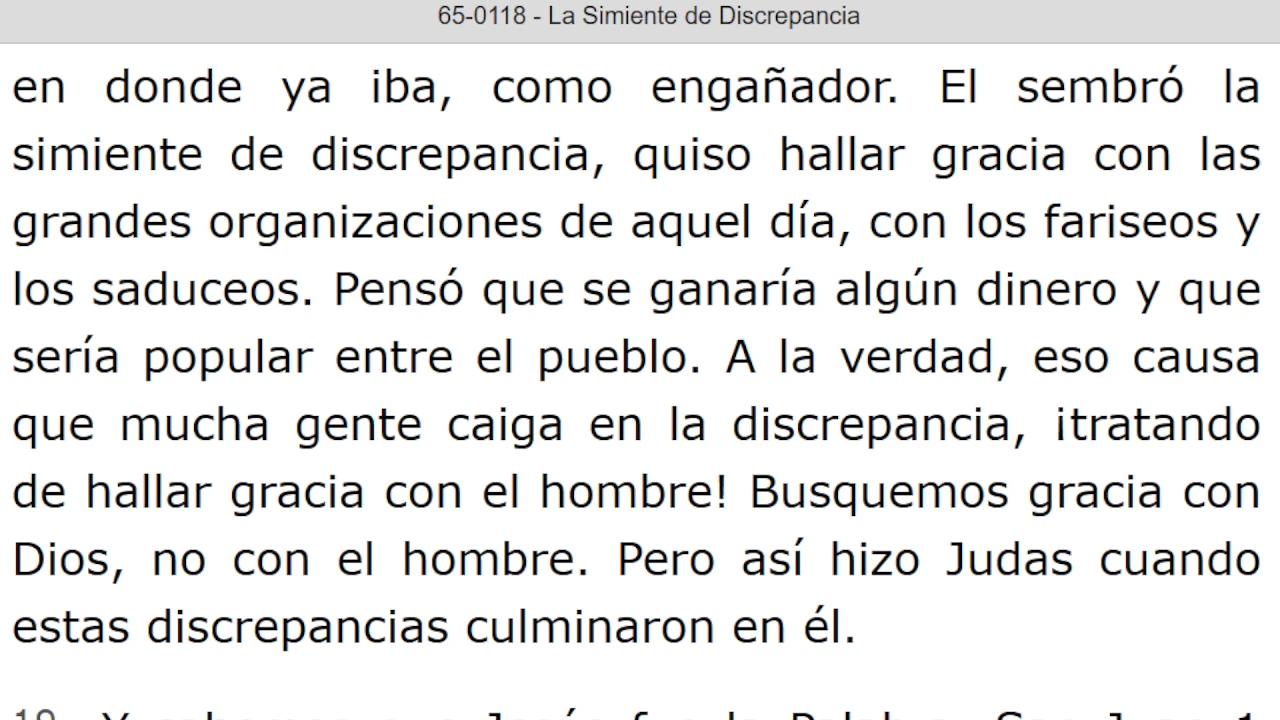 65-0118 - La Simiente de Discrepancia
en donde ya iba, como engañador. El sembró la
simiente de discrepancia, quiso hallar gracia con las
grandes organizaciones de aquel día, con los fariseos y
los saduceos. Pensó que se ganaría algún dinero y que
sería popular entre el pueblo. A la verdad, eso causa
que mucha gente caiga en la discrepancia, ¡tratando
de hallar gracia con el hombre! Busquemos gracia con
Dios, no con el hombre. Pero así hizo Judas cuando
estas discrepancias culminaron en él.